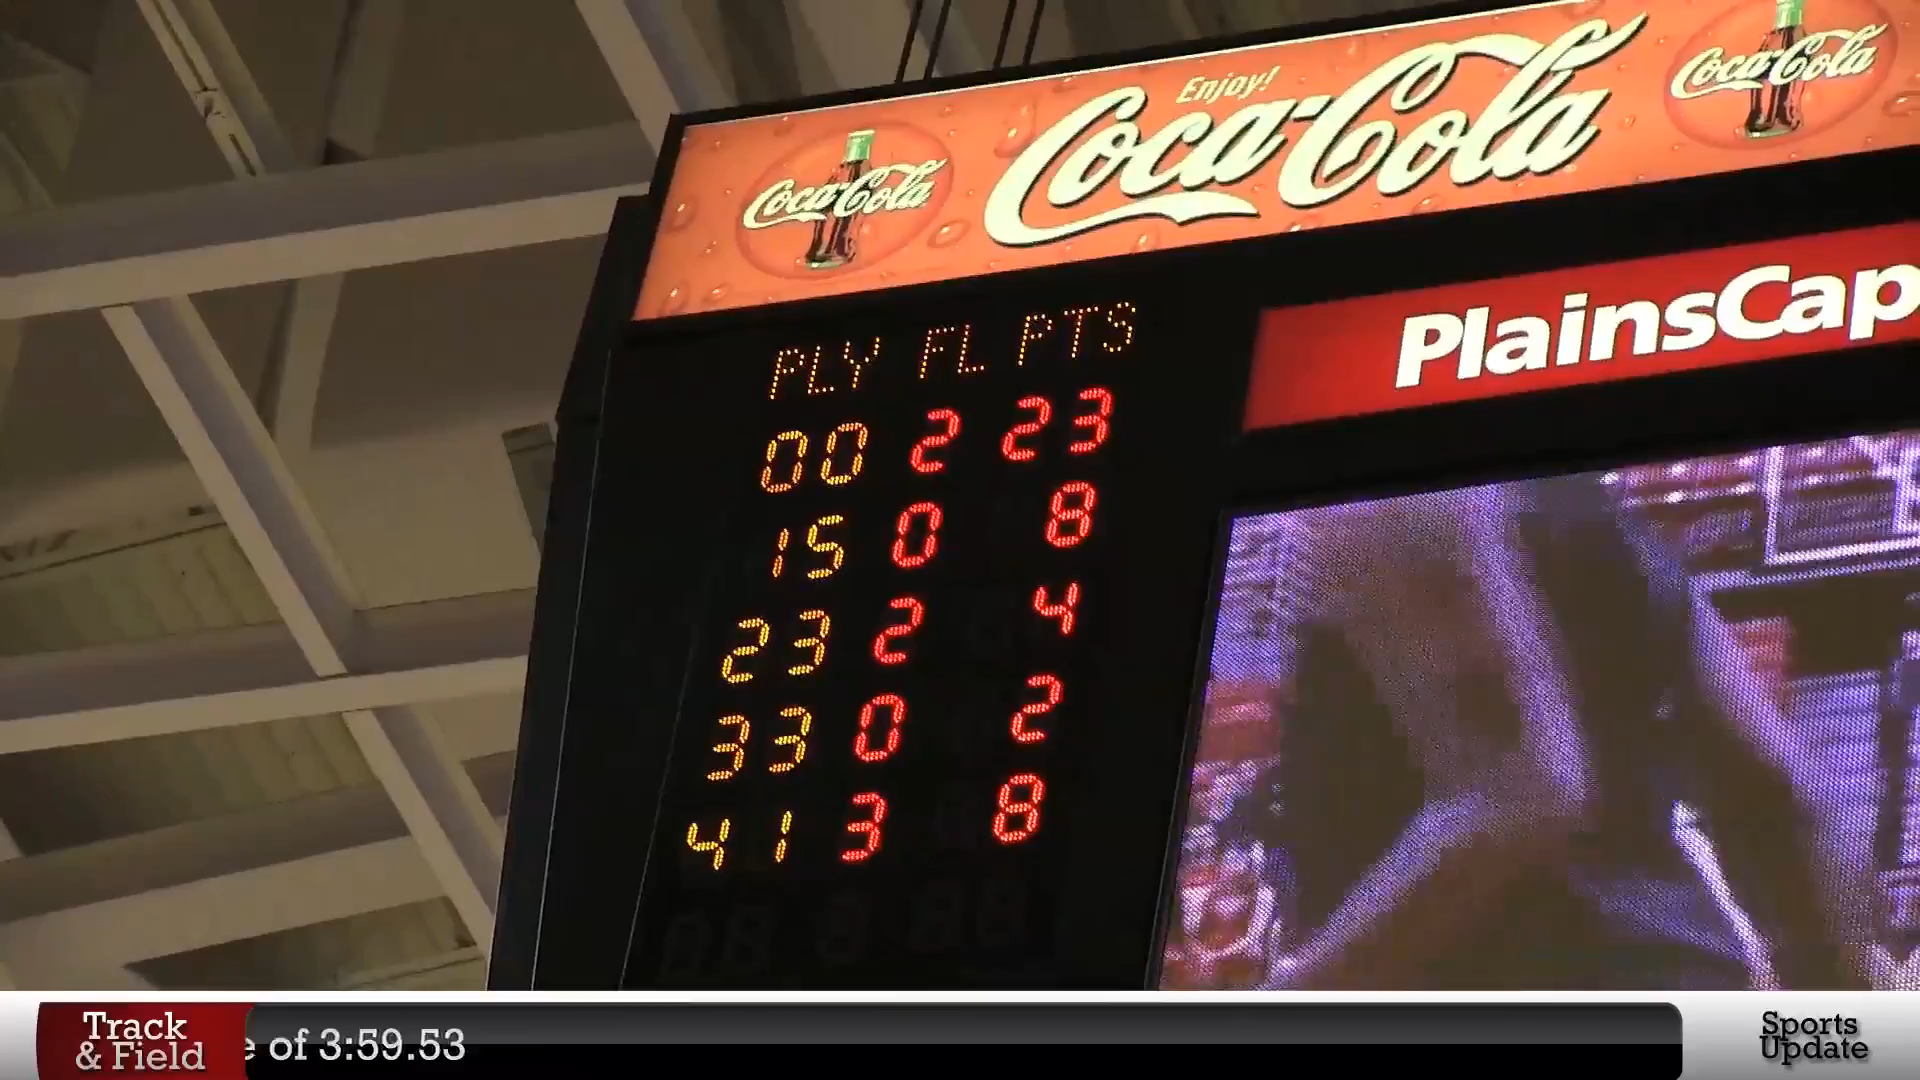 Enjoy!
Coca-Cola
Coca-Cola
Coca-Cola
PlainsCap
PLY FL PTS
00 2 23
15 0 8
23 2 4
33 0 2
41 3 8
Track & Field
of 3:59.53
Sports Update